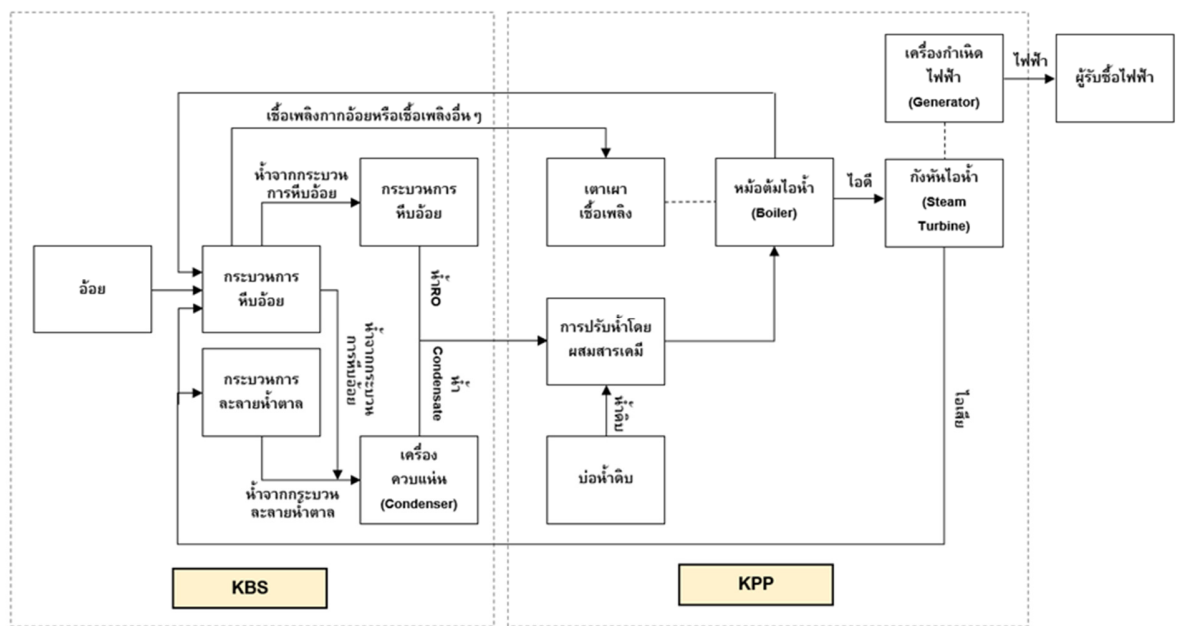 เครื่องกำเนิด
ไฟฟ้า
(Generator)
ไฟฟ้า
ผู้รับซื้อไฟฟ้า
เชื้อเพลิงกากอ้อยหรือเชื้อเพลิงอื่น ๆ
น้ำจากกระบวน
การหีบอ้อย
กระบวนการ
หีบอ้อย
เตาเผา
เชื้อเพลิง
หม้อต้มไอน้ำ
(Boiler)
ไอดี
กังหันไอน้ำ
(Steam
Turbine)
อ้อย
กระบวนการ
หีบอ้อย
น้ำRO
น้ำจากกระบวน
การหีบอ้อย
การปรับน้ำโดย
ผสมสารเคมี
กระบวนการ
ละลายน้ำตาล
น้ำ
Condensate
น้ำดิบ
ไอเสีย
เครื่อง
ควบแน่น
(Condenser)
บ่อน้ำดิบ
น้ำจากกระบวน
ละลายน้ำตาล
KBS
KPP